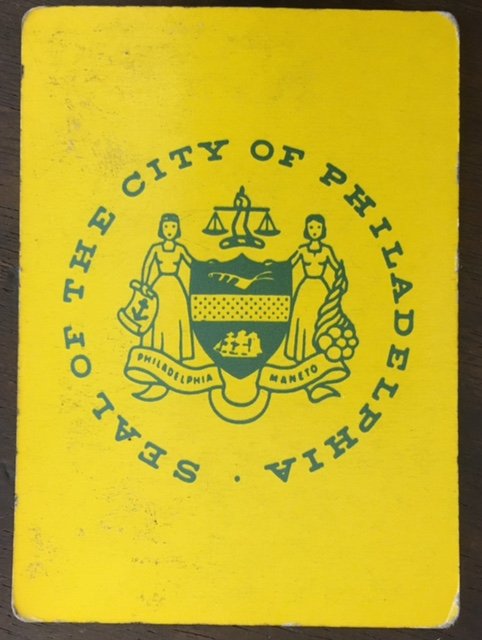 SEAL OF THE CITY OF PHILADELPHIA ·
PHILADELPHIA MANETO